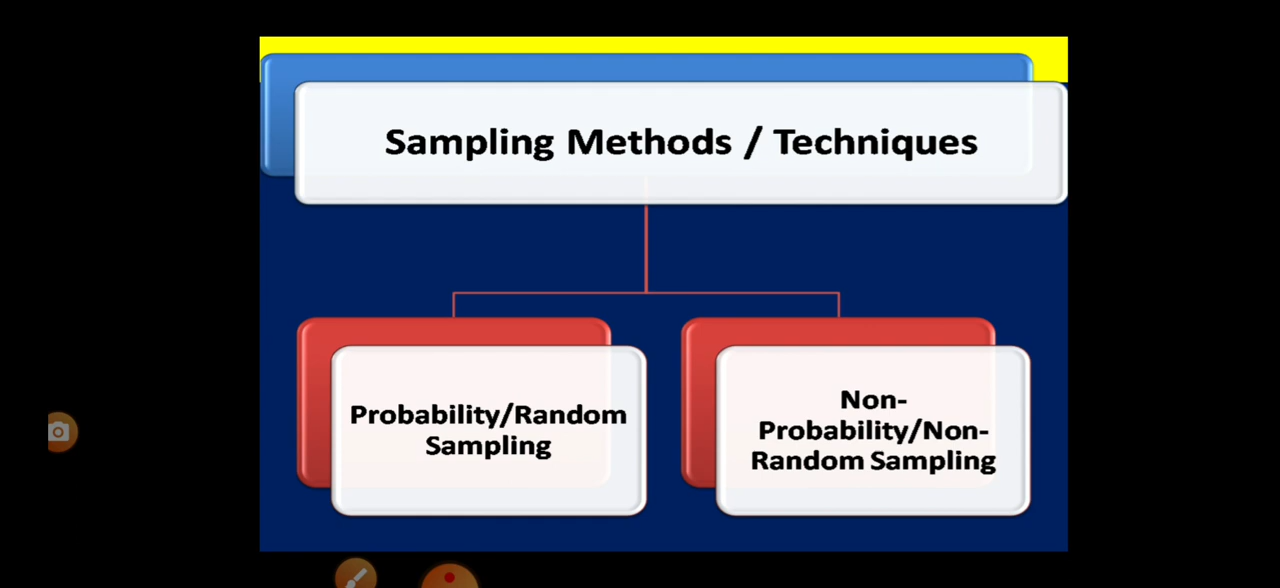 Sampling Methods / Techniques
Probability/Random
Sampling
Non-
Probability/Non-
Random Sampling